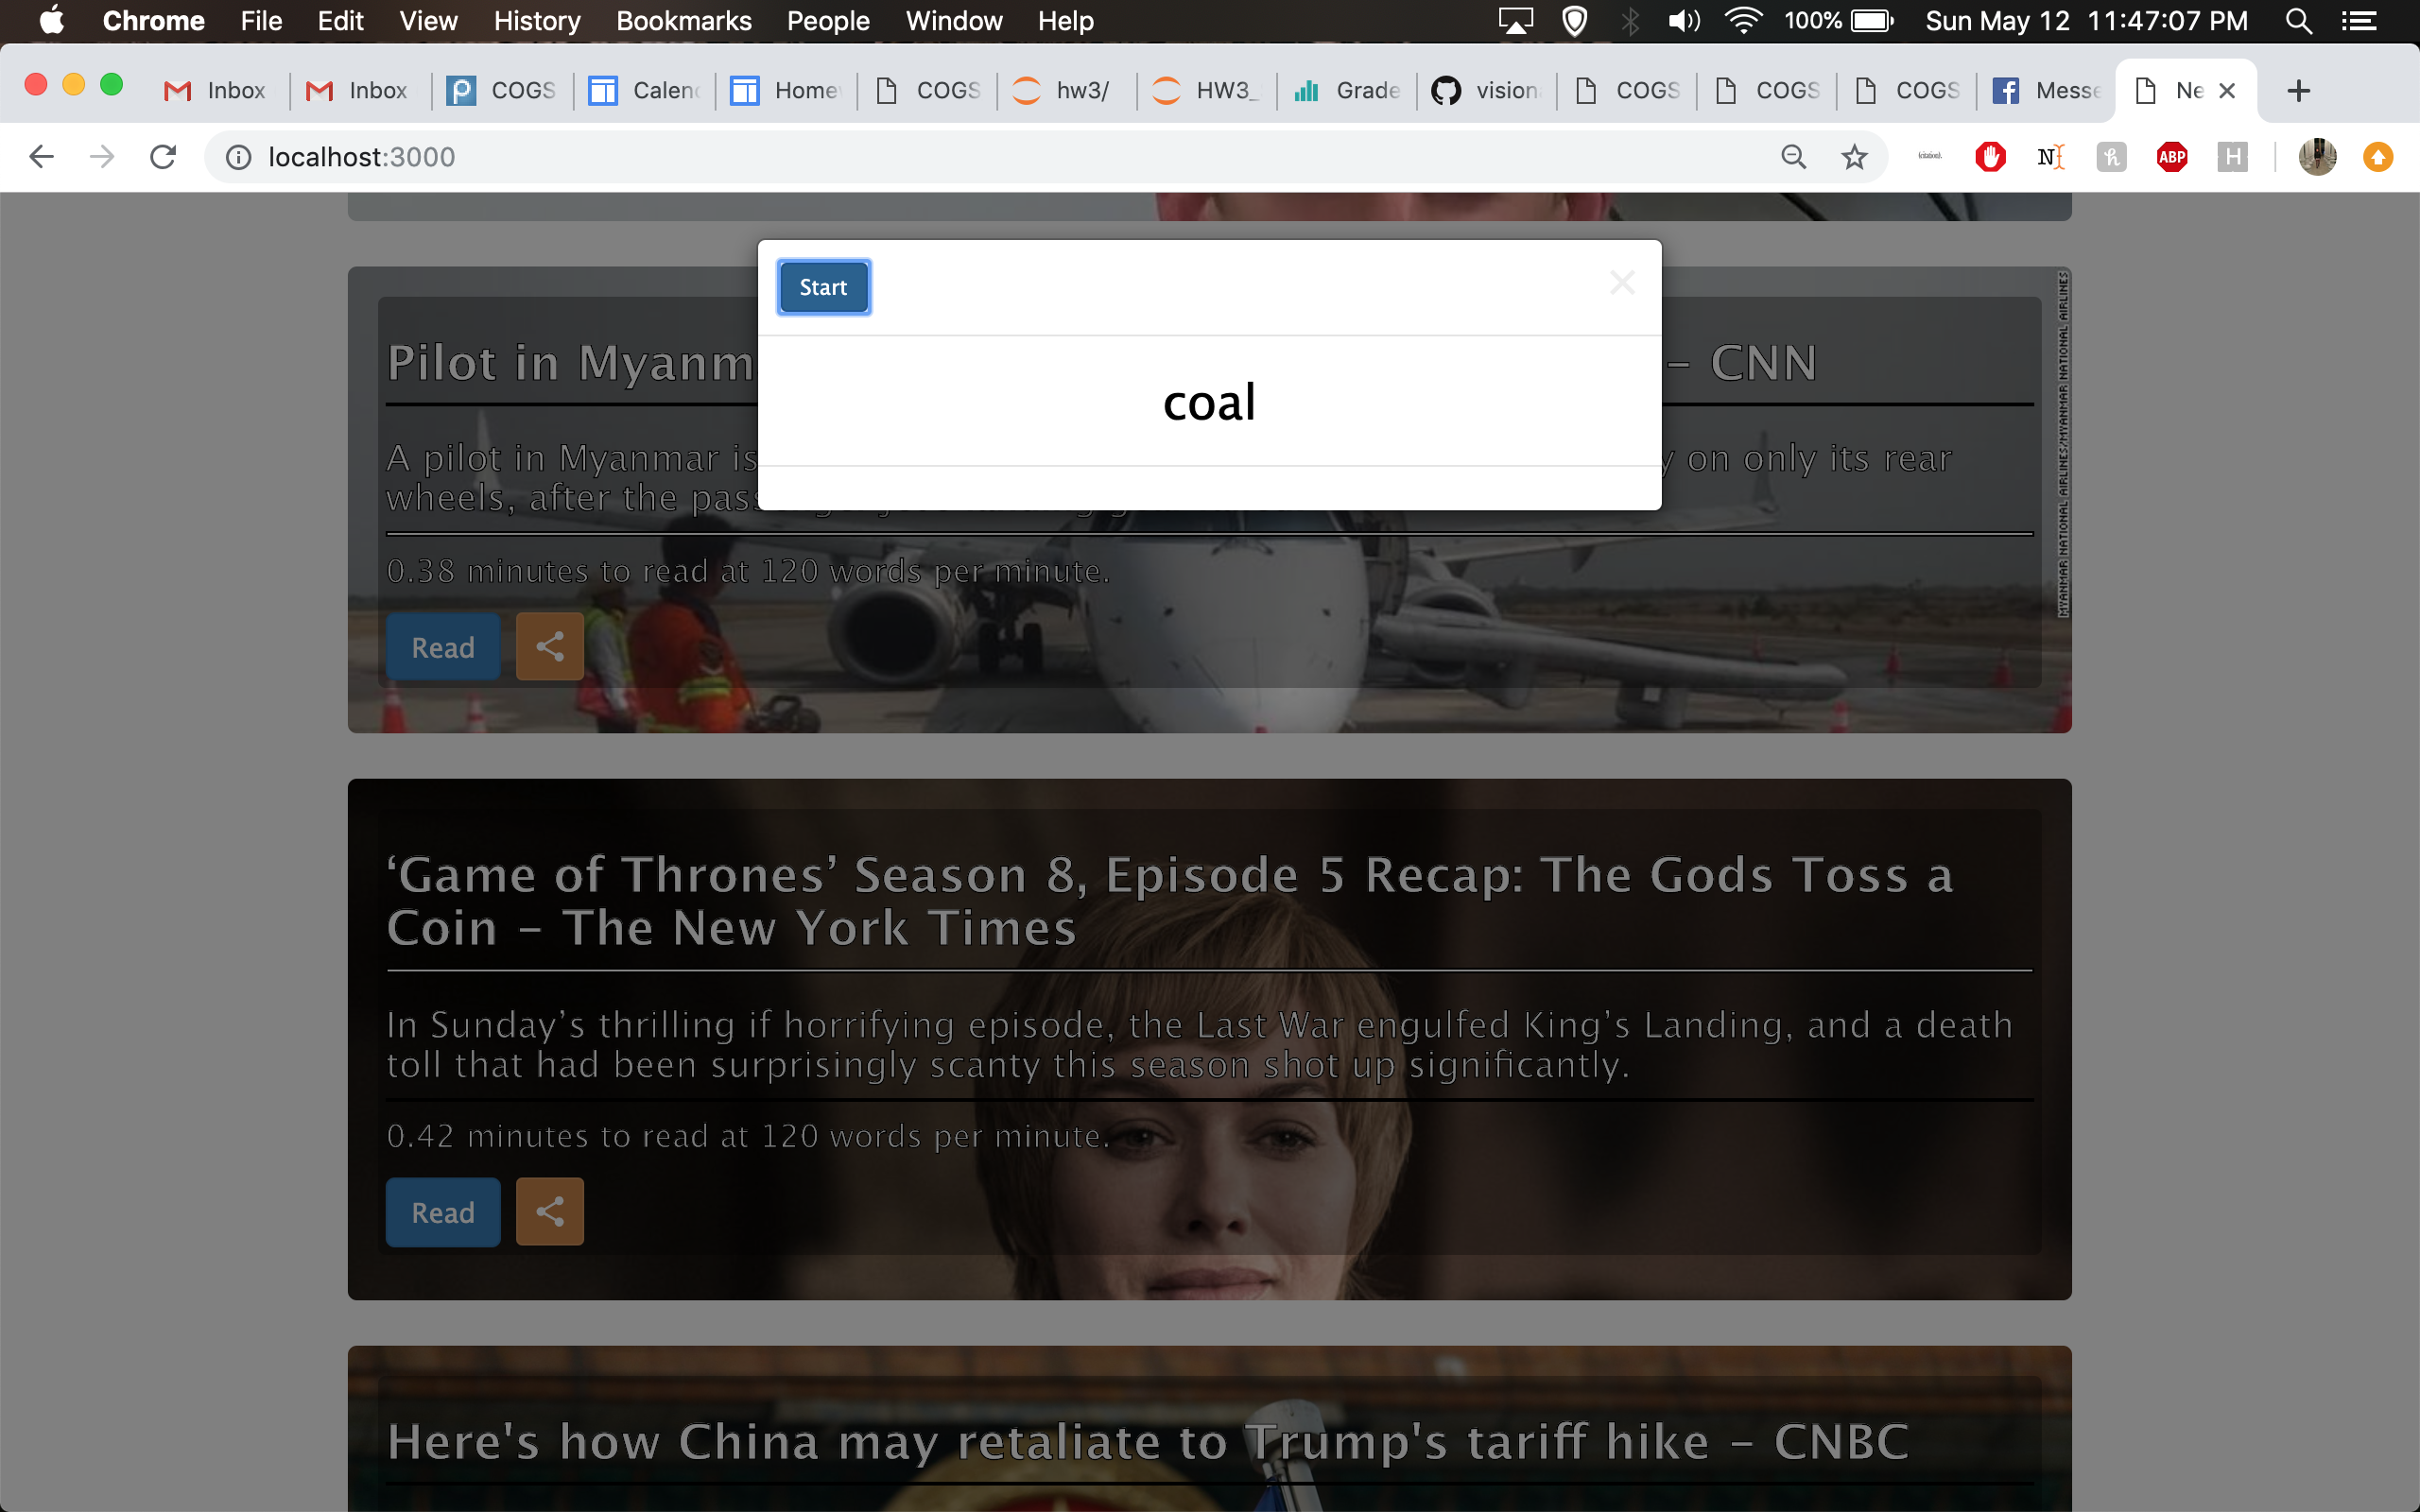 Chrome File Edit View History Bookmarks People Window Help 100% Sun May 12 11:47:07 PM
Inbox Inbox COGS Calen Home hw3/ HW3_ Grade vision COGS COGS Messe Ne
localhost:3000 ABP H
Start ×
coal
Pilot in Myanm – CNN
A pilot in Myanmar is on only its rear
wheels, after the pass
0.38 minutes to read at 120 words per minute.
Read
MYANMAR NATIONAL AIRLINES/MYANMAR NATIONAL AIRLINES
‘Game of Thrones’ Season 8, Episode 5 Recap: The Gods Toss a
Coin – The New York Times
In Sunday’s thrilling if horrifying episode, the Last War engulfed King’s Landing, and a death
toll that had been surprisingly scanty this season shot up significantly.
0.42 minutes to read at 120 words per minute.
Read
Here's how China may retaliate to Trump's tariff hike – CNBC